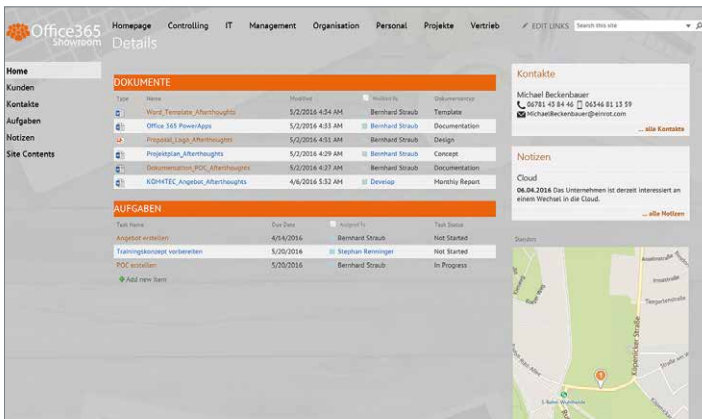 Office365
Showroom
Homepage Controlling IT Management Organisation Personal Projekte Vertrieb EDIT LINKS Search this site
Details
Home
Kunden
Kontakte
Aufgaben
Notizen
Site Contents
DOKUMENTE
Type Name Modified Modified By Dokumententyp
Word_Template_Afterthoughts 5/2/2016 4:54 AM Bernhard Straub Template
Office 365 PowerApps 5/2/2016 4:53 AM Bernhard Straub Documentation
Proposal_Logo_Afterthoughts 5/2/2016 4:51 AM Bernhard Straub Design
Projektplan_Afterthoughts 5/2/2016 4:29 AM Bernhard Straub Concept
Dokumentation_POC_Afterthoughts 5/2/2016 4:27 AM Bernhard Straub Documentation
KOM4TEC_Angebot_Afterthoughts 4/6/2016 5:32 AM Develop Monthly Report
AUFGABEN
Task Name Due Date Assigned To Task Status
Angebot erstellen 4/14/2016 Bernhard Straub Not Started
Trainingskonzept vorbereiten 5/20/2016 Stephan Renninger Not Started
POC erstellen 5/20/2016 Bernhard Straub In Progress
Add new item
Kontakte
Michael Beckenbauer
06781 45 84 46 06346 81 13 59
MichaelBeckenbauer@einrot.com
... alle Kontakte
Notizen
Cloud
06.04.2016 Das Unternehmen ist derzeit interessiert an
einem Wechsel in die Cloud.
... alle Notizen
Standort
Tiergartenstraße
Köpenicker Straße
1